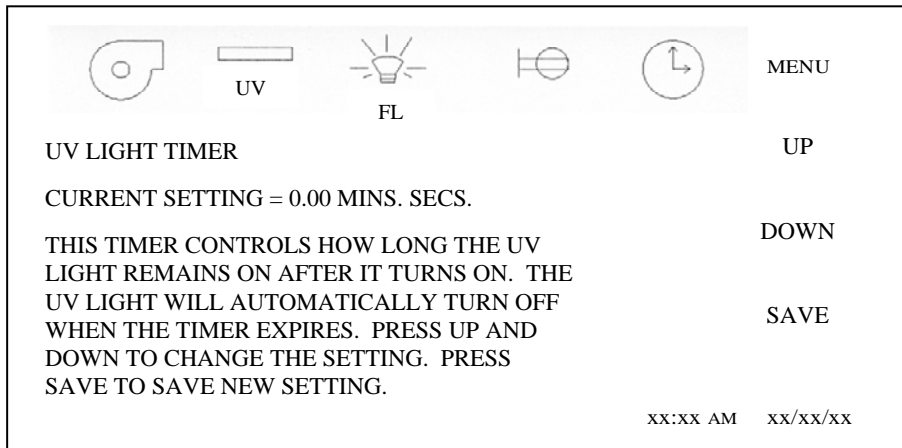 MENU
UV
FL
UV LIGHT TIMER
UP
CURRENT SETTING = 0.00 MINS. SECS.
DOWN
THIS TIMER CONTROLS HOW LONG THE UV
LIGHT REMAINS ON AFTER IT TURNS ON.  THE
UV LIGHT WILL AUTOMATICALLY TURN OFF
WHEN THE TIMER EXPIRES.  PRESS UP AND
DOWN TO CHANGE THE SETTING.  PRESS
SAVE TO SAVE NEW SETTING.
SAVE
xx:xx AM xx/xx/xx